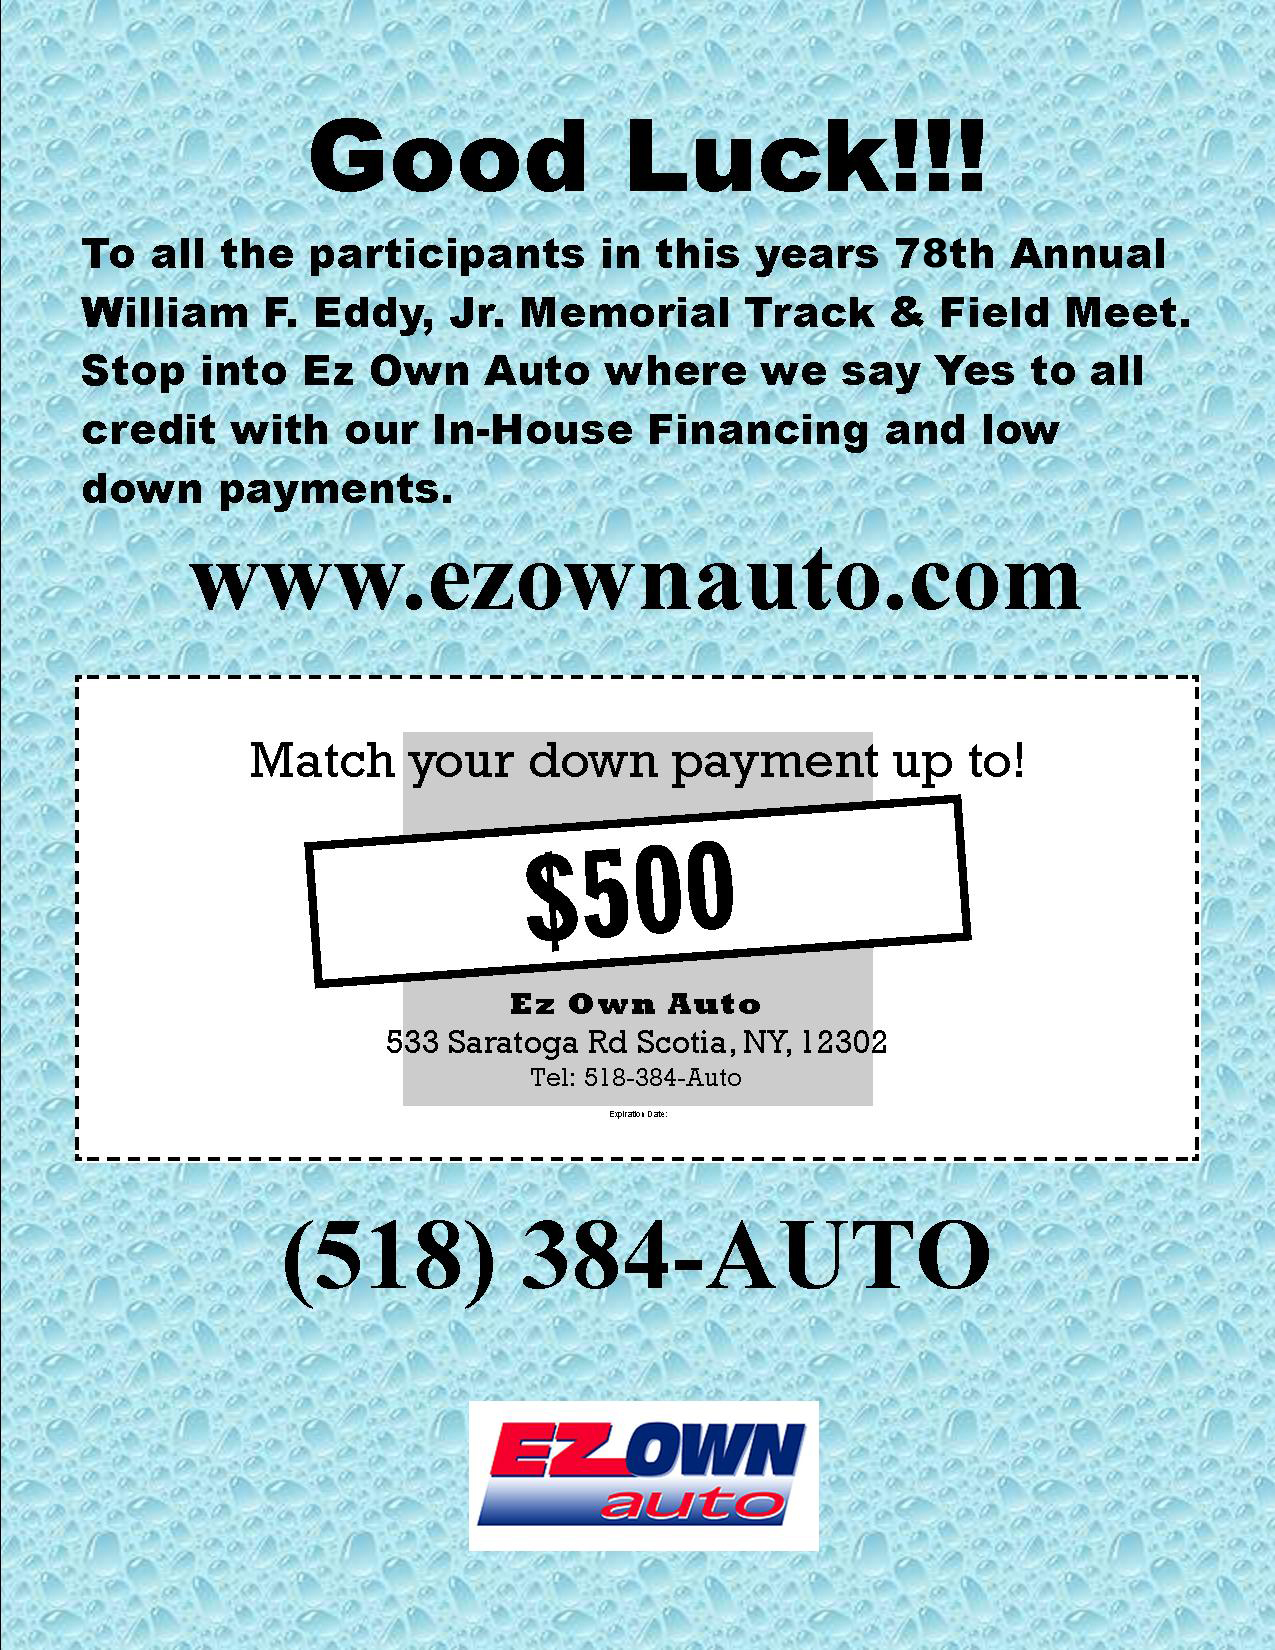 Good Luck!!!
To all the participants in this years 78th Annual
William F. Eddy, Jr. Memorial Track & Field Meet.
Stop into Ez Own Auto where we say Yes to all
credit with our In-House Financing and low
down payments.
www.ezownauto.com
Match your down payment up to!
$500
Ez Own Auto
533 Saratoga Rd Scotia, NY, 12302
Tel: 518-384-Auto
Expiration Date:
(518) 384-AUTO
EZ OWN
auto